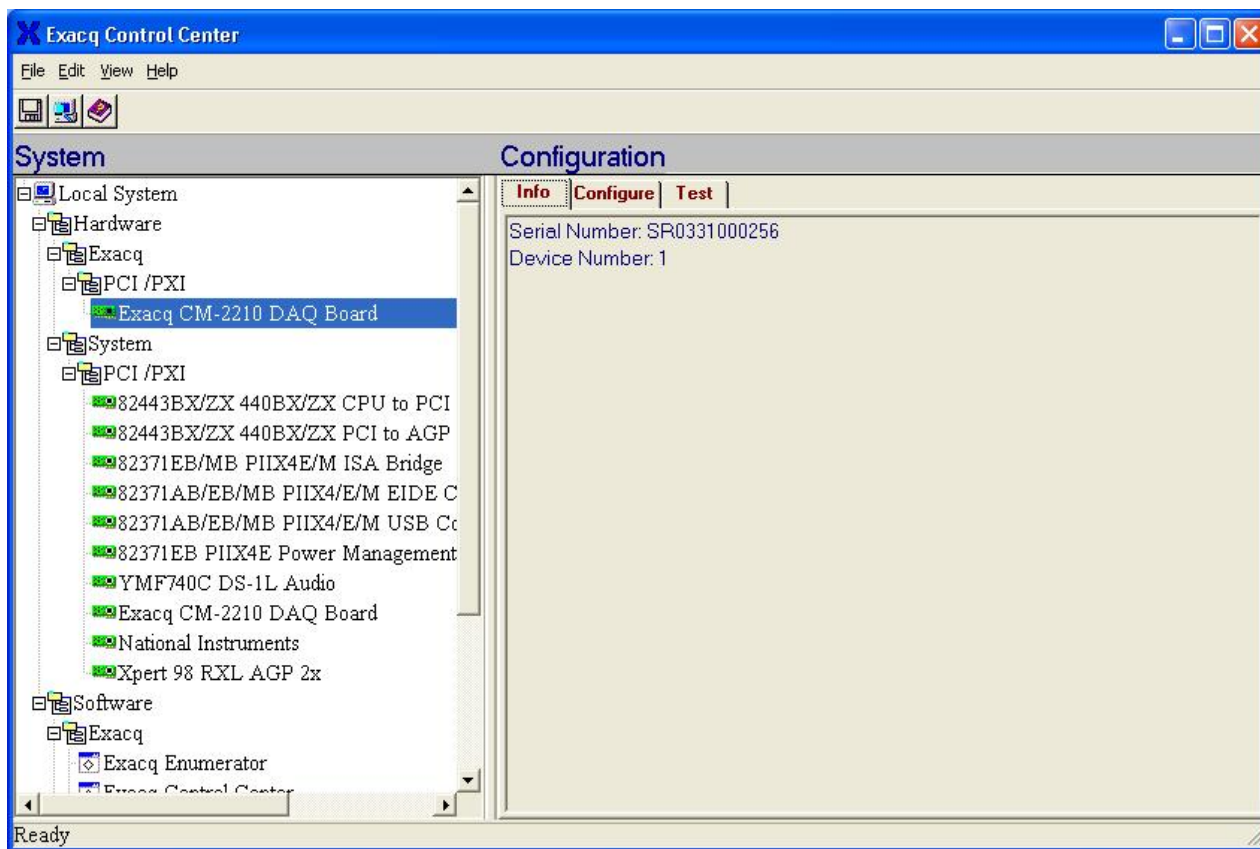 Exacq Control Center
File Edit View Help
System
Configuration
Local System
Hardware
Exacq
PCI /PXI
Exacq CM-2210 DAQ Board
System
PCI /PXI
82443BX/ZX 440BX/ZX CPU to PCI
82443BX/ZX 440BX/ZX PCI to AGP
82371EB/MB PIIX4E/M ISA Bridge
82371AB/EB/MB PIIX4/E/M EIDE C
82371AB/EB/MB PIIX4/E/M USB Co
82371EB PIIX4E Power Management
YMF740C DS-1L Audio
Exacq CM-2210 DAQ Board
National Instruments
Xpert 98 RXL AGP 2x
Software
Exacq
Exacq Enumerator
Exacq Control Center
Info Configure Test
Serial Number: SR0331000256
Device Number: 1
Ready